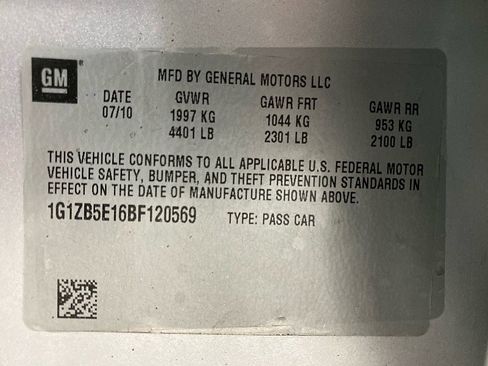 GM
MFD BY GENERAL MOTORS LLC
DATE GVWR GAWR FRT GAWR RR
07/10 1997 KG 1044 KG 953 KG
4401 LB 2301 LB 2100 LB
THIS VEHICLE CONFORMS TO ALL APPLICABLE U.S. FEDERAL MOTOR
VEHICLE SAFETY, BUMPER, AND THEFT PREVENTION STANDARDS IN
EFFECT ON THE DATE OF MANUFACTURE SHOWN ABOVE.
1G1ZB5E16BF120569 TYPE: PASS CAR